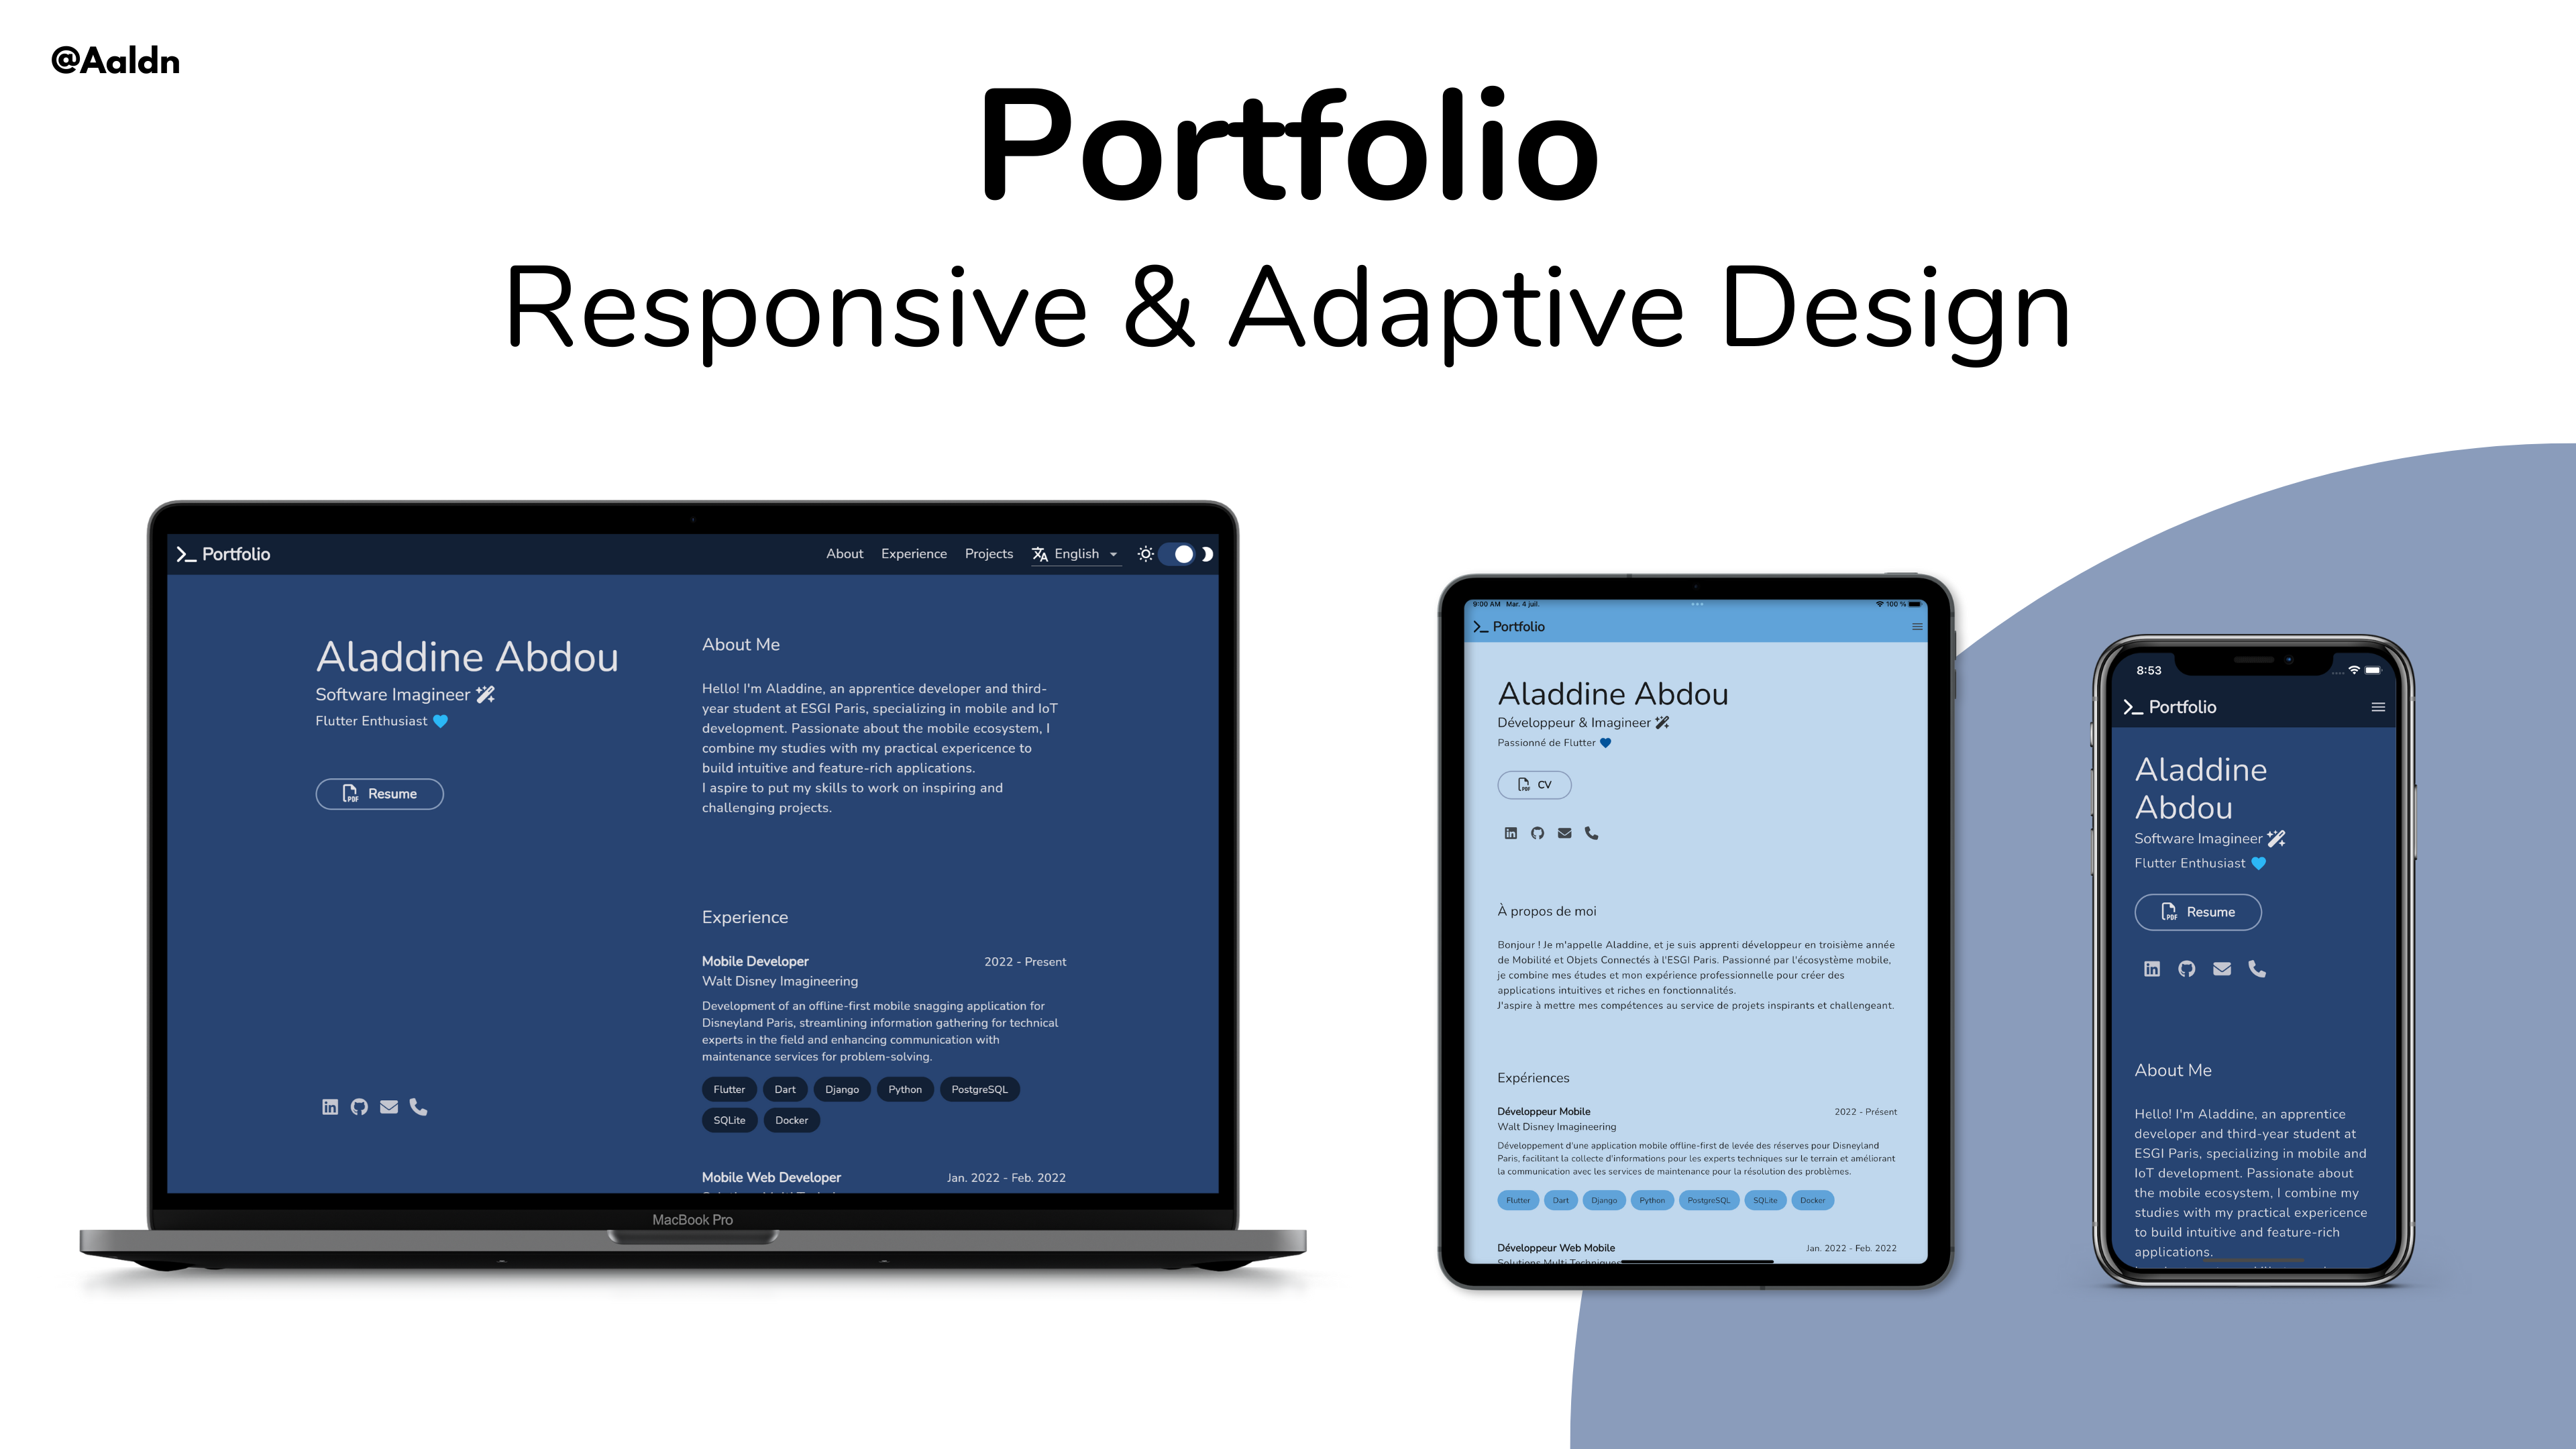 @Aaldn
Portfolio
Responsive & Adaptive Design
>_ Portfolio
About Experience Projects English
Aladdine Abdou
Software Imagineer
Flutter Enthusiast
PDF Resume
About Me
Hello! I'm Aladdine, an apprentice developer and third-
year student at ESGI Paris, specializing in mobile and IoT
development. Passionate about the mobile ecosystem, I
combine my studies with my practical expericence to
build intuitive and feature-rich applications.
I aspire to put my skills to work on inspiring and
challenging projects.
Experience
Mobile Developer 2022 - Present
Walt Disney Imagineering
Development of an offline-first mobile snagging application for
Disneyland Paris, streamlining information gathering for technical
experts in the field and enhancing communication with
maintenance services for problem-solving.
Flutter Dart Django Python PostgreSQL
SQLite Docker
Mobile Web Developer Jan. 2022 - Feb. 2022
MacBook Pro
9:00 AM Mar. 4 juil. 100 %
>_ Portfolio
Aladdine Abdou
Développeur & Imagineer
Passionné de Flutter
PDF CV
À propos de moi
Bonjour ! Je m'appelle Aladdine, et je suis apprenti développeur en troisième année
de Mobilité et Objets Connectés à l'ESGI Paris. Passionné par l'écosystème mobile,
je combine mes études et mon expérience professionnelle pour créer des
applications intuitives et riches en fonctionnalités.
J'aspire à mettre mes compétences au service de projets inspirants et challengeant.
Expériences
Développeur Mobile 2022 - Présent
Walt Disney Imagineering
Développement d'une application mobile offline-first de levée des réserves pour Disneyland
Paris, facilitant la collecte d'informations pour les experts techniques sur le terrain et améliorant
la communication avec les services de maintenance pour la résolution des problèmes.
Flutter Dart Django Python PostgreSQL SQLite Docker
Développeur Web Mobile Jan. 2022 - Feb. 2022
Solutions Multi Techniques
8:53
>_ Portfolio
Aladdine
Abdou
Software Imagineer
Flutter Enthusiast
PDF Resume
About Me
Hello! I'm Aladdine, an apprentice
developer and third-year student at
ESGI Paris, specializing in mobile and
IoT development. Passionate about
the mobile ecosystem, I combine my
studies with my practical expericence
to build intuitive and feature-rich
applications.